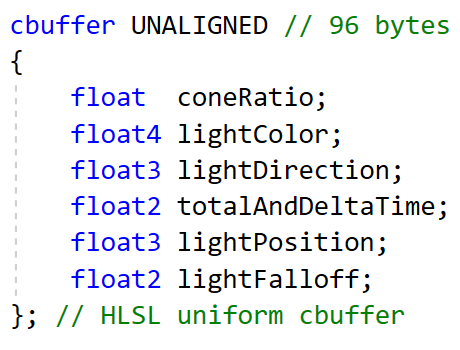 cbuffer UNALIGNED // 96 bytes
{
    float  coneRatio;
    float4 lightColor;
    float3 lightDirection;
    float2 totalAndDeltaTime;
    float3 lightPosition;
    float2 lightFalloff;
}; // HLSL uniform cbuffer